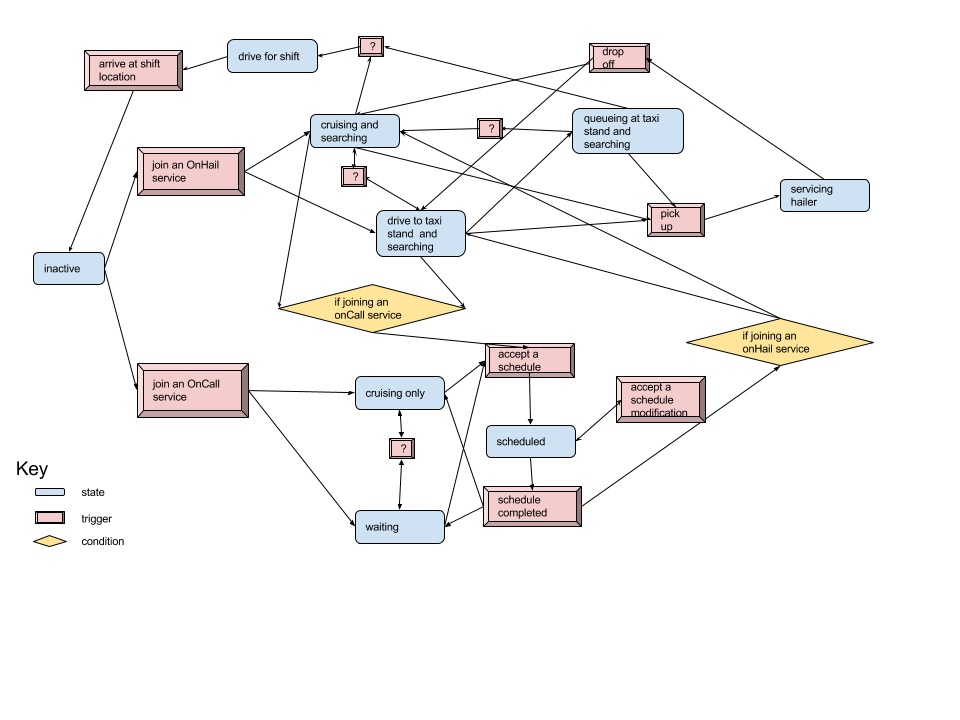 ?
drop
off
drive for shift
arrive at shift
location
cruising and
searching
?
queueing at taxi
stand and
searching
join an OnHail
service
?
servicing
hailer
pick
up
drive to taxi
stand and
searching
inactive
if joining an
onCall service
if joining an
onHail service
accept a
schedule
join an OnCall
service
cruising only
accept a
schedule
modification
scheduled
?
Key
state
schedule
completed
trigger
waiting
condition